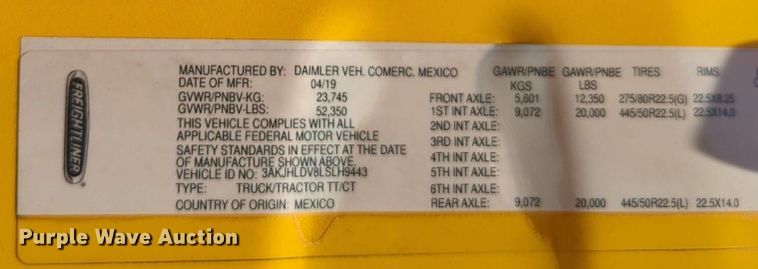 FREIGHTLINER
MANUFACTURED BY: DAIMLER VEH. COMERC. MEXICO
DATE OF MFR: 04/19
GVWR/PNBV-KG: 23,745
GVWR/PNBV-LBS: 52,350
THIS VEHICLE COMPLIES WITH ALL
APPLICABLE FEDERAL MOTOR VEHICLE
SAFETY STANDARDS IN EFFECT AT THE DATE
OF MANUFACTURE SHOWN ABOVE.
VEHICLE ID NO: 3AKJHLDV8LSLH9443
TYPE: TRUCK/TRACTOR TT/CT
COUNTRY OF ORIGIN: MEXICO
GAWR/PNBE GAWR/PNBE TIRES RIMS
KGS LBS
FRONT AXLE: 5,601 12,350 275/80R22.5(G) 22.5X8.25
1ST INT AXLE: 9,072 20,000 445/50R22.5(L) 22.5X14.0
2ND INT AXLE:
3RD INT AXLE:
4TH INT AXLE:
5TH INT AXLE:
6TH INT AXLE:
REAR AXLE: 9,072 20,000 445/50R22.5(L) 22.5X14.0
Purple Wave Auction